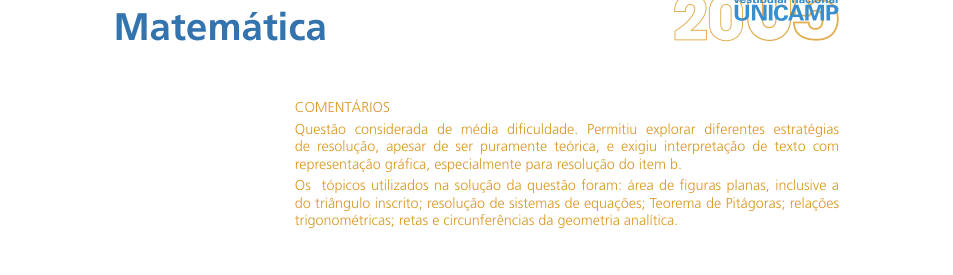 Matemática
vestibular nacional
UNICAMP
COMENTÁRIOS
Questão considerada de média dificuldade. Permitiu explorar diferentes estratégias
de resolução, apesar de ser puramente teórica, e exigiu interpretação de texto com
representação gráfica, especialmente para resolução do item b.
Os tópicos utilizados na solução da questão foram: área de figuras planas, inclusive a
do triângulo inscrito; resolução de sistemas de equações; Teorema de Pitágoras; relações
trigonométricas; retas e circunferências da geometria analítica.